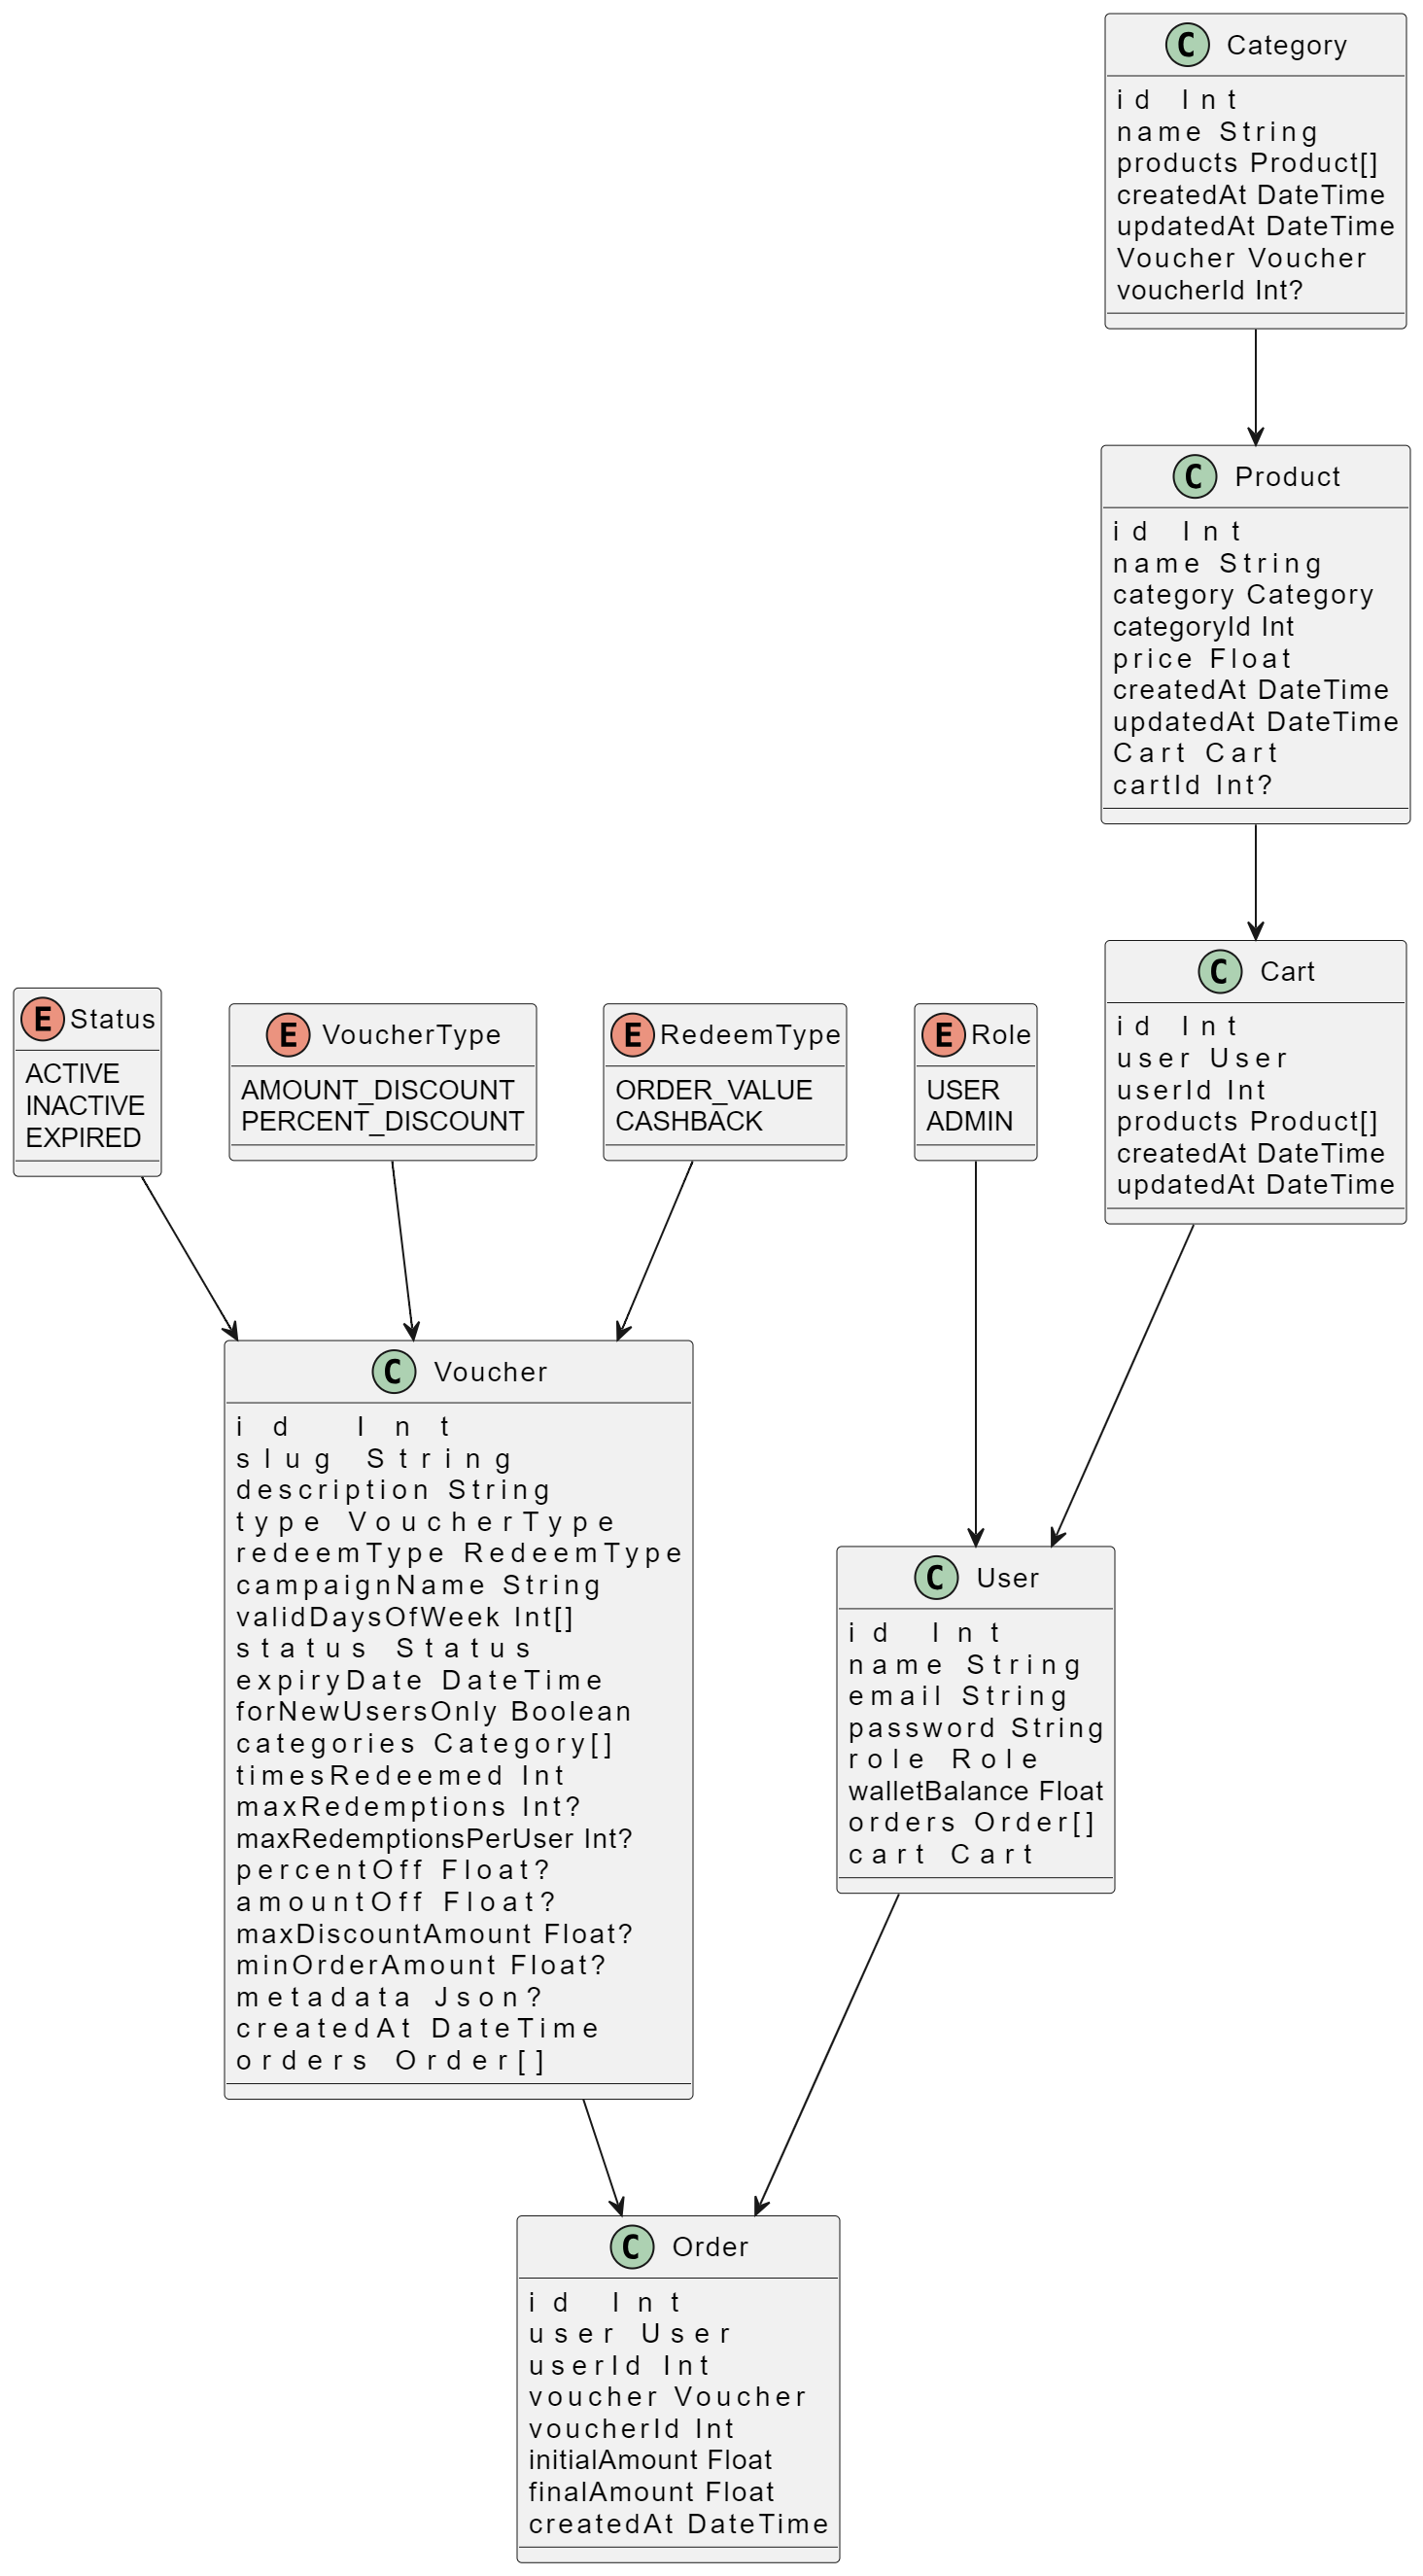 C Category
id Int
name String
products Product[]
createdAt DateTime
updatedAt DateTime
Voucher Voucher
voucherId Int?
C Product
id Int
name String
category Category
categoryId Int
price Float
createdAt DateTime
updatedAt DateTime
Cart Cart
cartId Int?
C Cart
id Int
user User
userId Int
products Product[]
createdAt DateTime
updatedAt DateTime
E Status
ACTIVE
INACTIVE
EXPIRED
E VoucherType
AMOUNT_DISCOUNT
PERCENT_DISCOUNT
E RedeemType
ORDER_VALUE
CASHBACK
E Role
USER
ADMIN
C Voucher
id Int
slug String
description String
type VoucherType
redeemType RedeemType
campaignName String
validDaysOfWeek Int[]
status Status
expiryDate DateTime
forNewUsersOnly Boolean
categories Category[]
timesRedeemed Int
maxRedemptions Int?
maxRedemptionsPerUser Int?
percentOff Float?
amountOff Float?
maxDiscountAmount Float?
minOrderAmount Float?
metadata Json?
createdAt DateTime
orders Order[]
C User
id Int
name String
email String
password String
role Role
walletBalance Float
orders Order[]
cart Cart
C Order
id Int
user User
userId Int
voucher Voucher
voucherId Int
initialAmount Float
finalAmount Float
createdAt DateTime